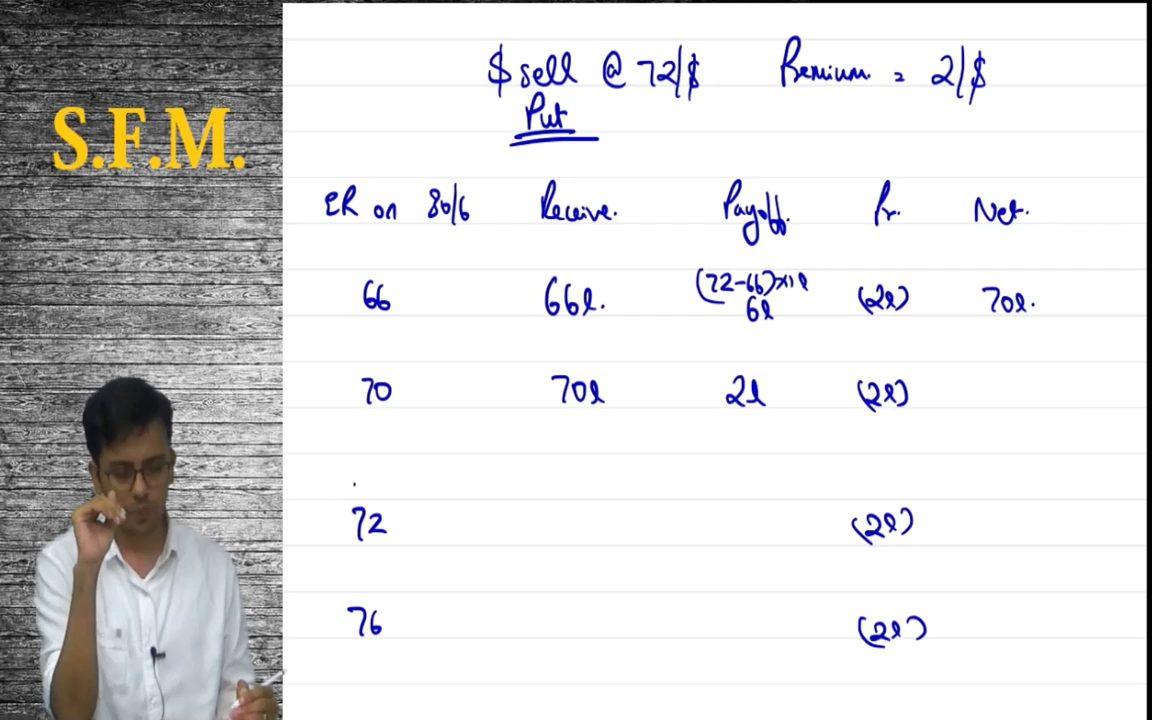 S.F.M.
$ sell @ 72/$ Premium = 2/$
Put
ER on 30/6 Receive. Payoff. Pr. Net.
66 66l. (72-66)x1l (2l) 70l.
6l
70 70l 2l (2l)
72 (2l)
76 (2l)